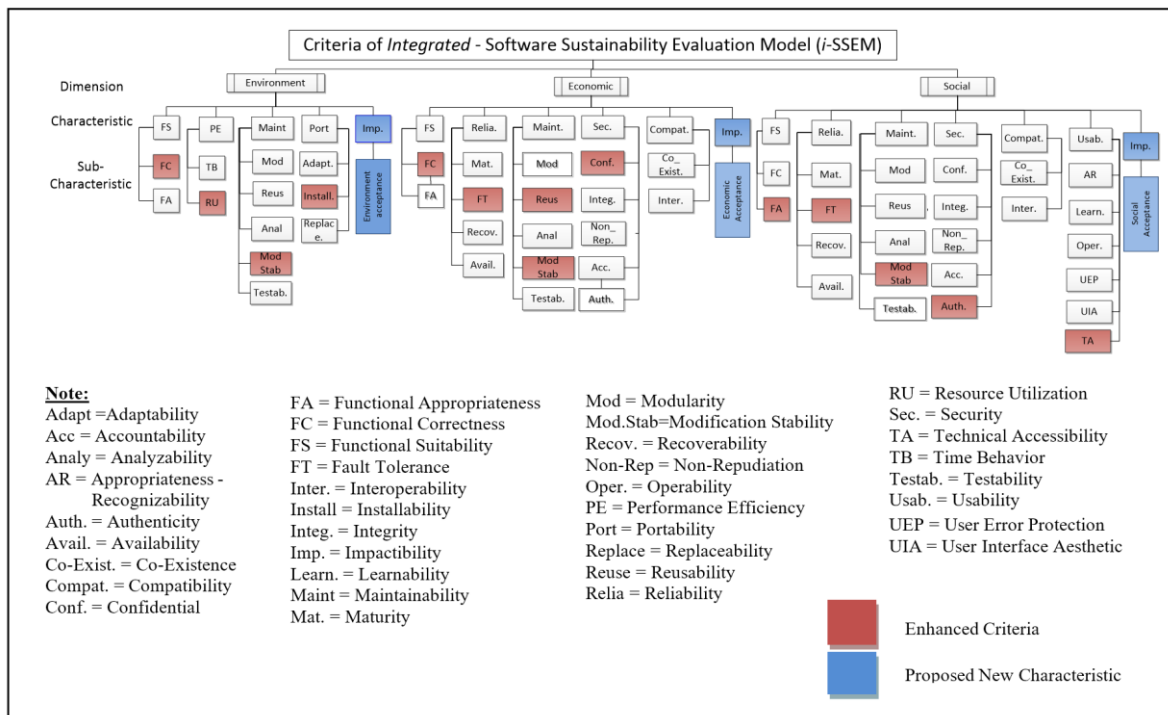 Criteria of Integrated - Software Sustainability Evaluation Model (i-SSEM)
Dimension
Environment
Economic
Social
Characteristic
FS
PE
Maint
Port
Imp.
FS
Relia.
Maint.
Sec.
Compat.
Imp.
FS
Relia.
Maint.
Sec.
Compat.
Usab.
Imp.
Sub-
Characteristic
FC
TB
Mod
Adapt.
Environment
acceptance
FC
Mat.
Mod
Conf.
Co_
Exist.
Economic
Acceptance
FC
Mat.
Mod
Conf.
Co_
Exist.
AR
Social
Acceptance
FA
RU
Reus
Install.
FA
FT
Reus
Integ.
Inter.
FA
FT
Reus
Integ.
Inter.
Learn.
Anal
Replac
e.
Recov.
Anal
Non_
Rep.
Recov.
Anal
Non_
Rep.
Oper.
Mod
Stab
Avail.
Mod
Stab
Acc.
Avail.
Mod
Stab
Acc.
UEP
Testab.
Testab.
Auth.
Testab.
Auth.
UIA
TA
Note:
Adapt =Adaptability
Acc = Accountability
Analy = Analyzability
AR = Appropriateness -
Recognizability
Auth. = Authenticity
Avail. = Availability
Co-Exist. = Co-Existence
Compat. = Compatibility
Conf. = Confidential
FA = Functional Appropriateness
FC = Functional Correctness
FS = Functional Suitability
FT = Fault Tolerance
Inter. = Interoperability
Install = Installability
Integ. = Integrity
Imp. = Impactibility
Learn. = Learnability
Maint = Maintainability
Mat. = Maturity
Mod = Modularity
Mod.Stab=Modification Stability
Recov. = Recoverability
Non-Rep = Non-Repudiation
Oper. = Operability
PE = Performance Efficiency
Port = Portability
Replace = Replaceability
Reuse = Reusability
Relia = Reliability
RU = Resource Utilization
Sec. = Security
TA = Technical Accessibility
TB = Time Behavior
Testab. = Testability
Usab. = Usability
UEP = User Error Protection
UIA = User Interface Aesthetic
Enhanced Criteria
Proposed New Characteristic